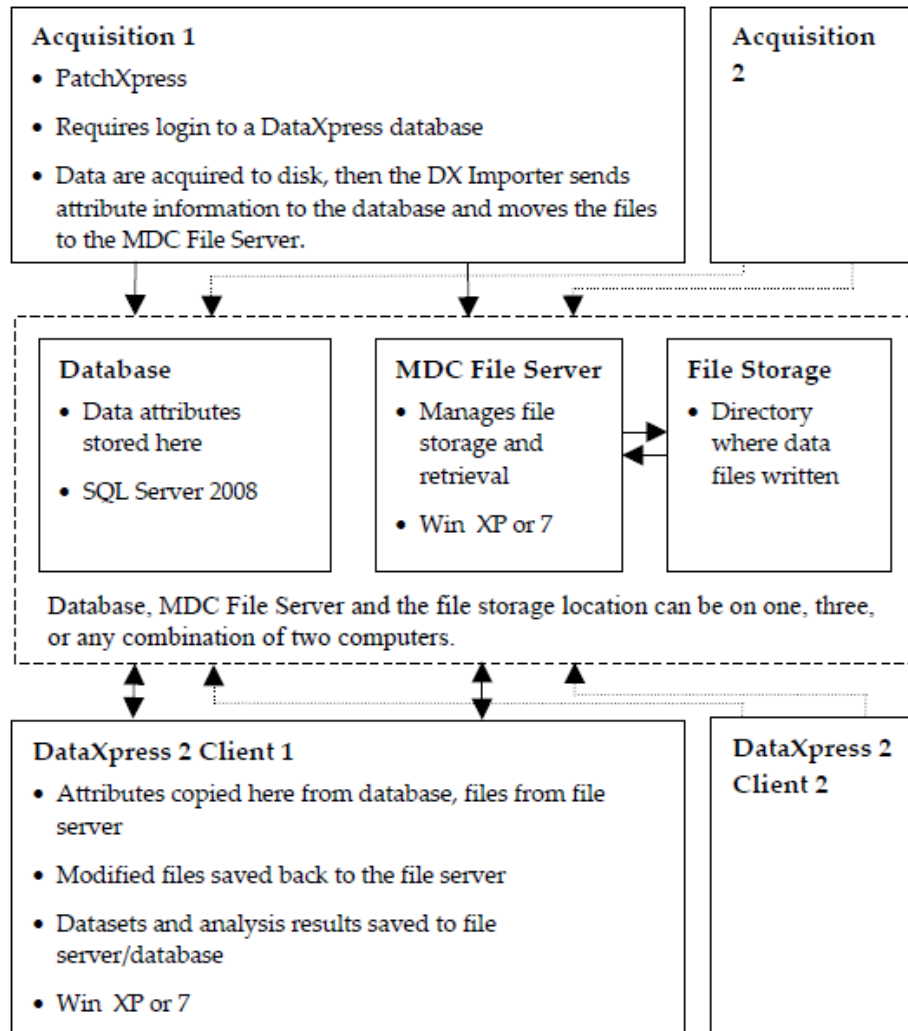 Acquisition 1
• PatchXpress
• Requires login to a DataXpress database
• Data are acquired to disk, then the DX Importer sends
attribute information to the database and moves the files
to the MDC File Server.
Acquisition
2
Database
• Data attributes
stored here
• SQL Server 2008
MDC File Server
• Manages file
storage and
retrieval
• Win XP or 7
File Storage
• Directory
where data
files written
Database, MDC File Server and the file storage location can be on one, three,
or any combination of two computers.
DataXpress 2 Client 1
• Attributes copied here from database, files from file
server
• Modified files saved back to the file server
• Datasets and analysis results saved to file
server/database
• Win XP or 7
DataXpress 2
Client 2